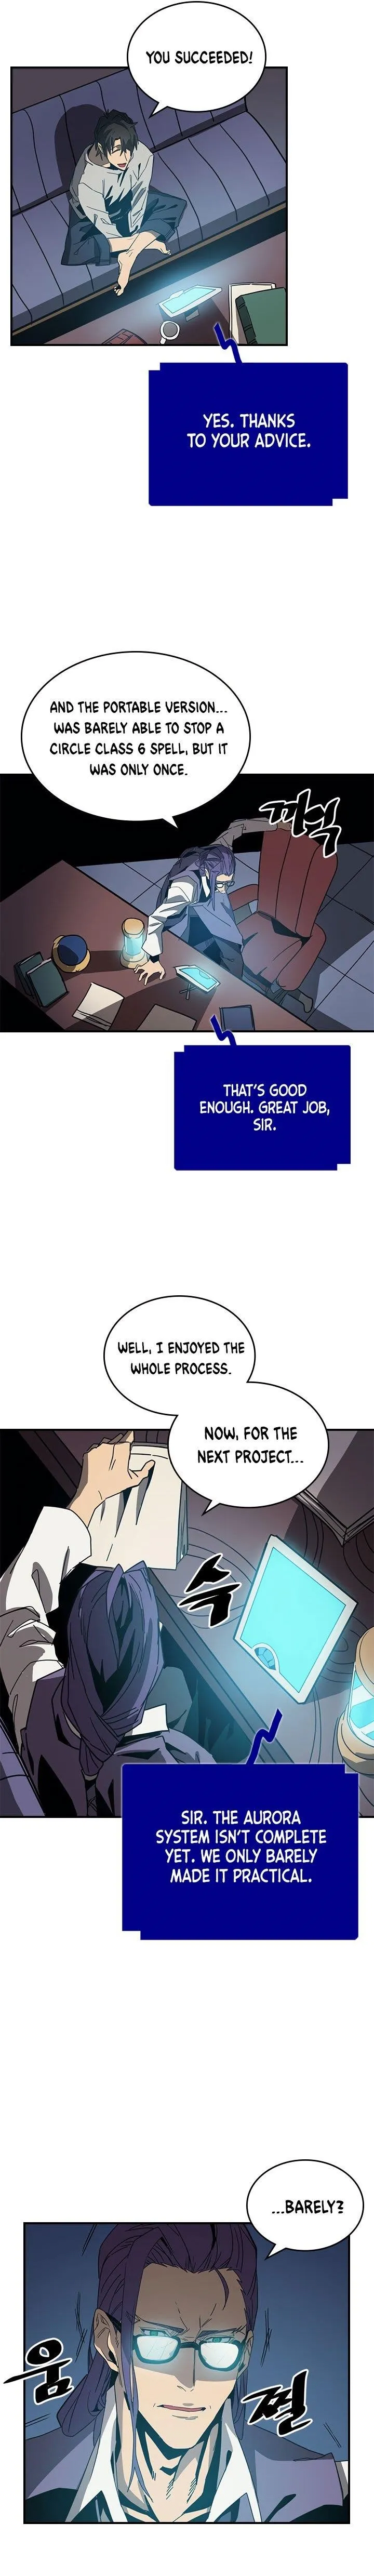 YOU SUCCEEDED!
YES. THANKS
TO YOUR ADVICE.
AND THE PORTABLE VERSION...
WAS BARELY ABLE TO STOP A
CIRCLE CLASS 6 SPELL, BUT IT
WAS ONLY ONCE.
끼익
THAT'S GOOD
ENOUGH. GREAT JOB,
SIR.
WELL, I ENJOYED THE
WHOLE PROCESS.
NOW, FOR THE
NEXT PROJECT...
슥
SIR. THE AURORA
SYSTEM ISN'T COMPLETE
YET. WE ONLY BARELY
MADE IT PRACTICAL.
...BARELY?
움
찔